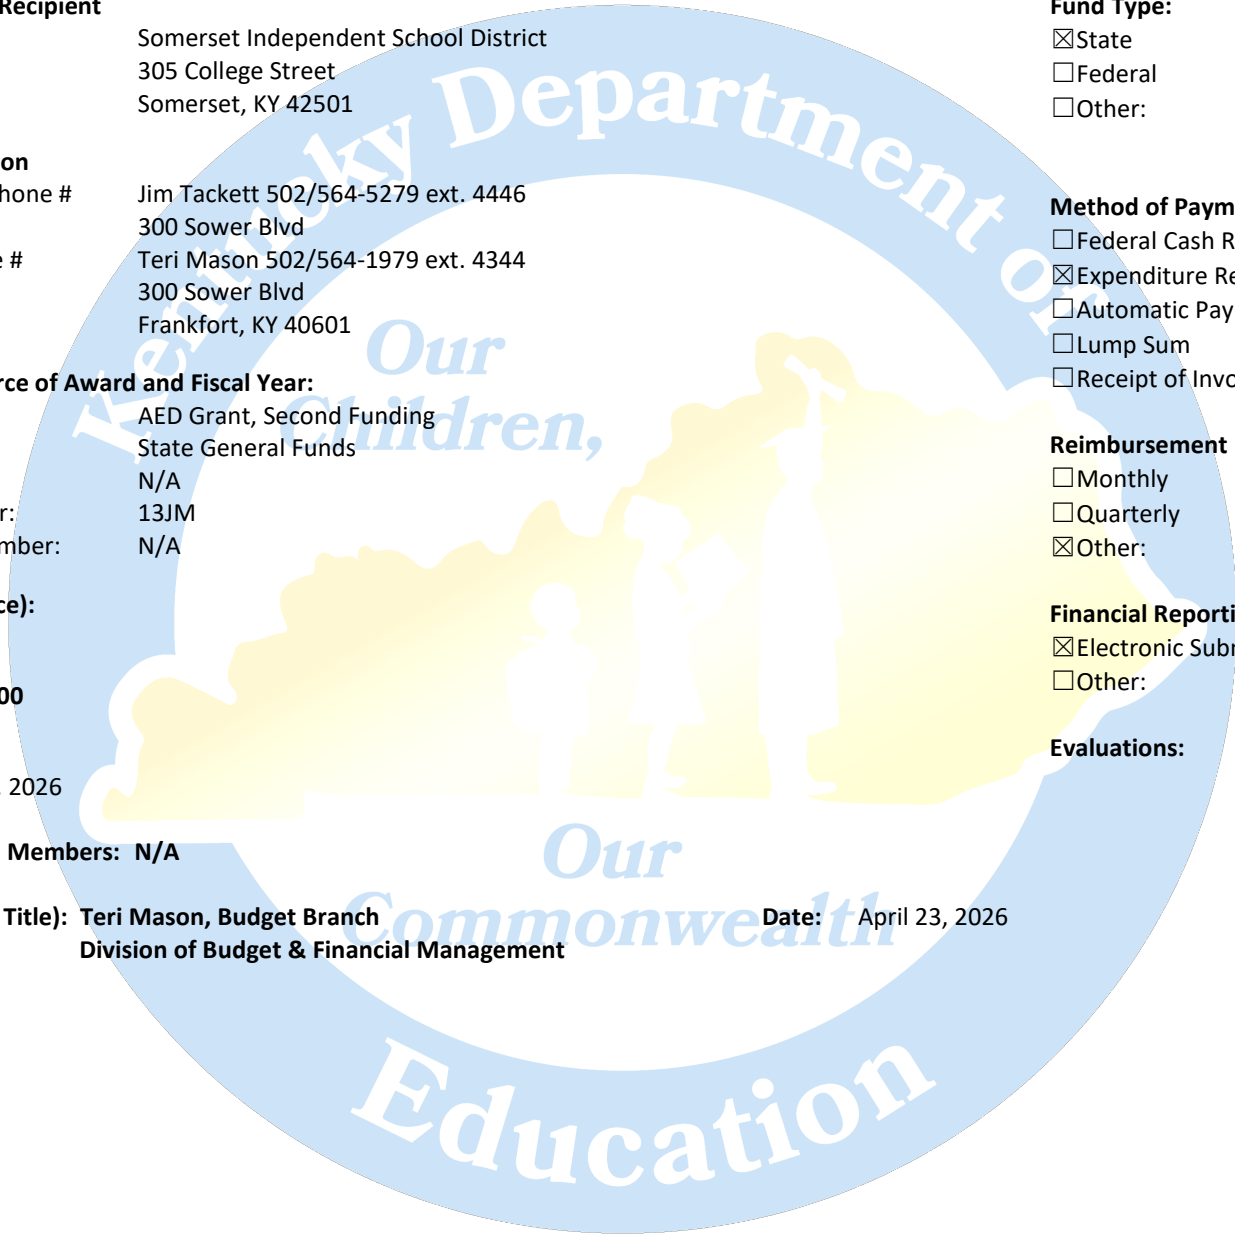 Recipient
Somerset Independent School District
305 College Street
Somerset, KY 42501
on
hone # Jim Tackett 502/564-5279 ext. 4446
300 Sower Blvd
e # Teri Mason 502/564-1979 ext. 4344
300 Sower Blvd
Frankfort, KY 40601
rce of Award and Fiscal Year:
AED Grant, Second Funding
State General Funds
N/A
r: 13JM
mber: N/A
ce):
00
, 2026
Members: N/A
Title): Teri Mason, Budget Branch
Division of Budget & Financial Management
Date: April 23, 2026
Fund Type:
☒State
☐Federal
☐Other:
Method of Paym
☐Federal Cash R
☒Expenditure Re
☐Automatic Pay
☐Lump Sum
☐Receipt of Invo
Reimbursement
☐Monthly
☐Quarterly
☒Other:
Financial Reporti
☒Electronic Subr
☐Other:
Evaluations:
Kentucky Department of
Education
Our
Children,
Our
Commonwealth